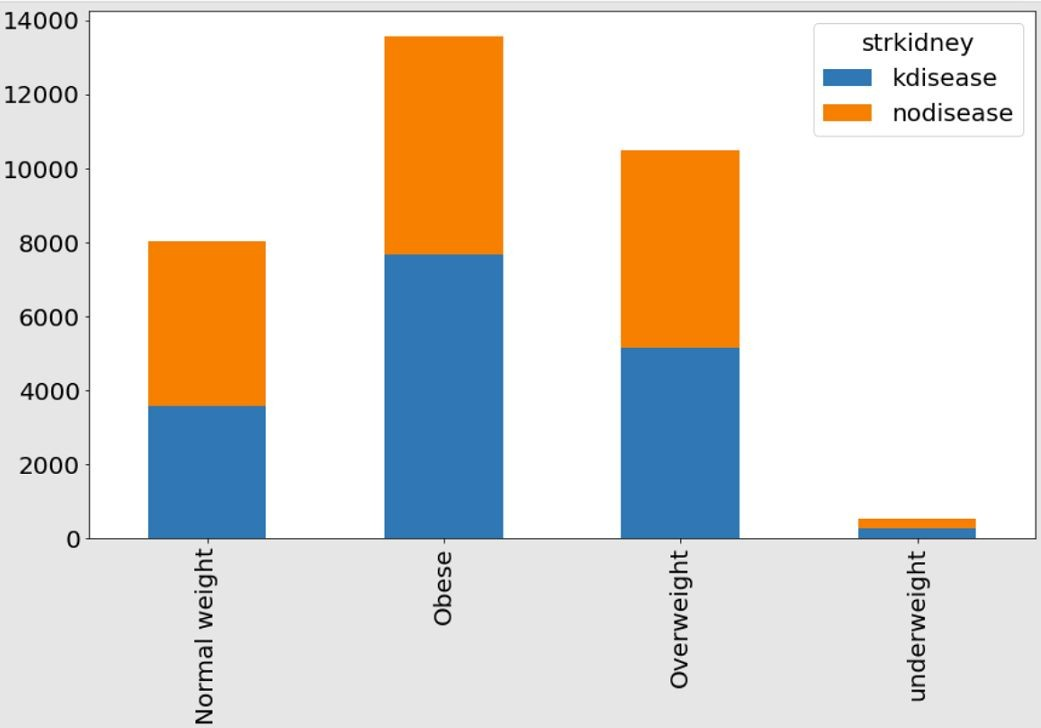 14000
12000
10000
8000
6000
4000
2000
0
strkidney
kdisease
nodisease
Normal weight
Obese
Overweight
underweight